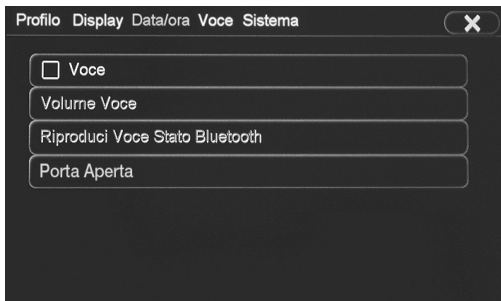 Profilo Display Data/ora Voce Sistema
Voce
Volume Voce
Riproduci Voce Stato Bluetooth
Porta Aperta